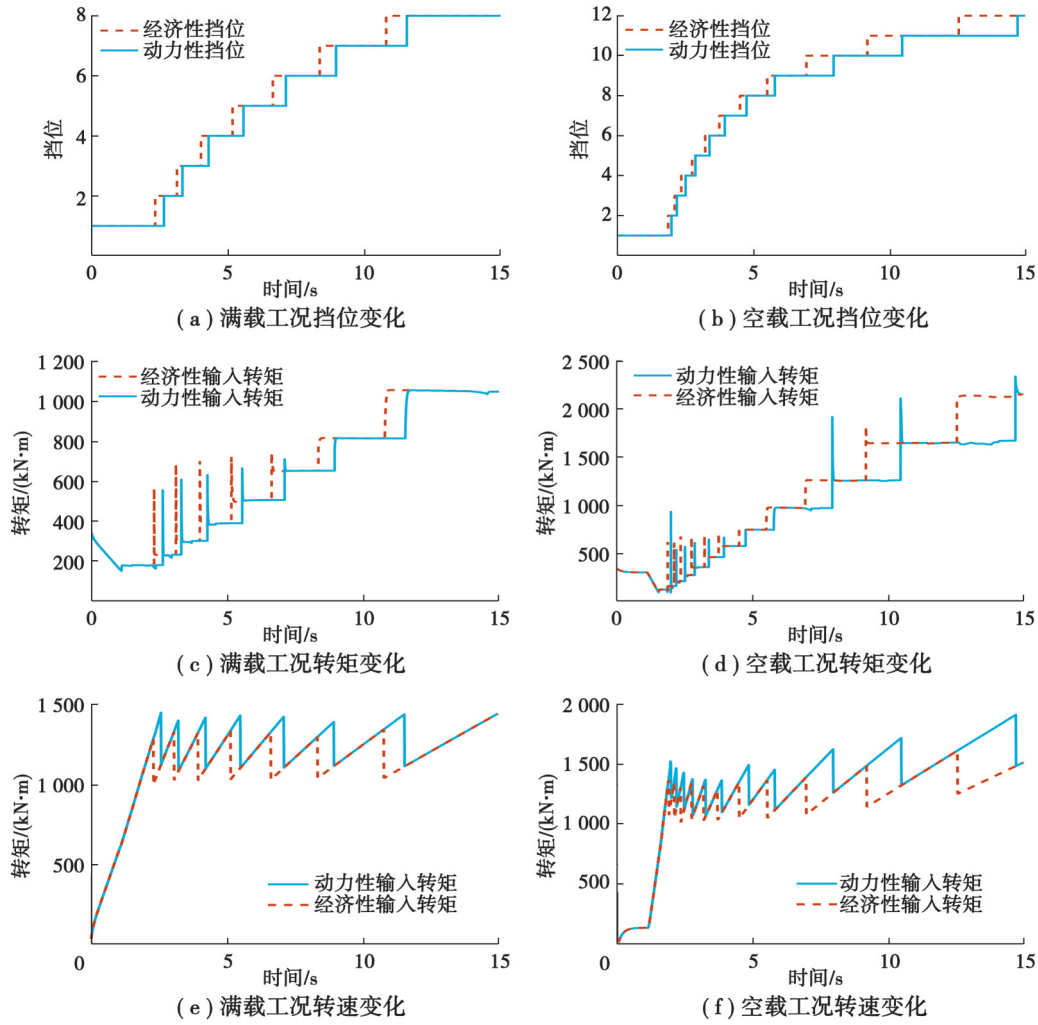 8
6
4
2
挡位
经济性挡位
动力性挡位
0 5 10 15
时间/s
(a)满载工况挡位变化
12
10
8
6
4
2
挡位
经济性挡位
动力性挡位
0 5 10 15
时间/s
(b)空载工况挡位变化
1 200
1 000
800
600
400
200
转矩/(kN·m)
经济性输入转矩
动力性输入转矩
0 5 10 15
时间/s
(c)满载工况转矩变化
2 500
2 000
1 500
1 000
500
转矩/(kN·m)
动力性输入转矩
经济性输入转矩
0 5 10 15
时间/s
(d)空载工况转矩变化
1 500
1 000
500
转矩/(kN·m)
动力性输入转矩
经济性输入转矩
0 5 10 15
时间/s
(e)满载工况转速变化
2 000
1 500
1 000
500
转矩/(kN·m)
动力性输入转矩
经济性输入转矩
0 5 10 15
时间/s
(f)空载工况转速变化